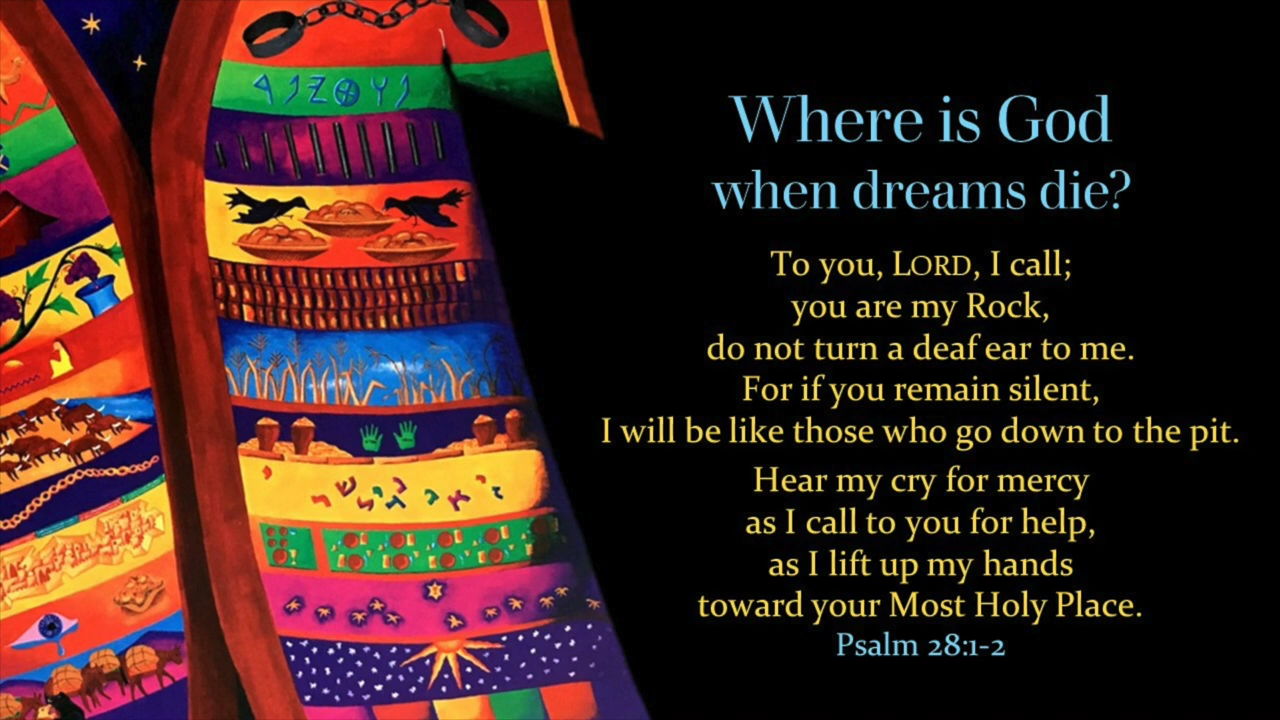 Where is God
when dreams die?
To you, LORD, I call;
you are my Rock,
do not turn a deaf ear to me.
For if you remain silent,
I will be like those who go down to the pit.
Hear my cry for mercy
as I call to you for help,
as I lift up my hands
toward your Most Holy Place.
Psalm 28:1-2